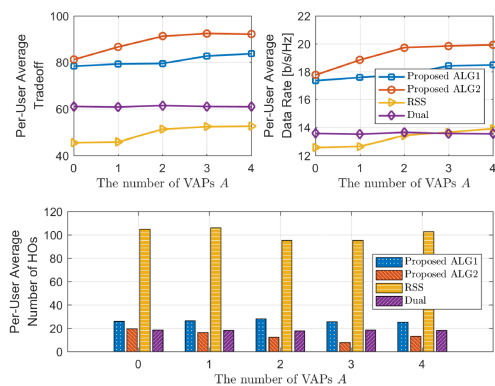 100
80
60
40
Per-User Average
Tradeoff
0 1 2 3 4
The number of VAPs A
22
20
18
16
14
12
Per-User Average
Data Rate [b/s/Hz]
Proposed ALG1
Proposed ALG2
RSS
Dual
0 1 2 3 4
The number of VAPs A
120
100
80
60
40
20
0
Per-User Average
Number of HOs
Proposed ALG1
Proposed ALG2
RSS
Dual
0 1 2 3 4
The number of VAPs A